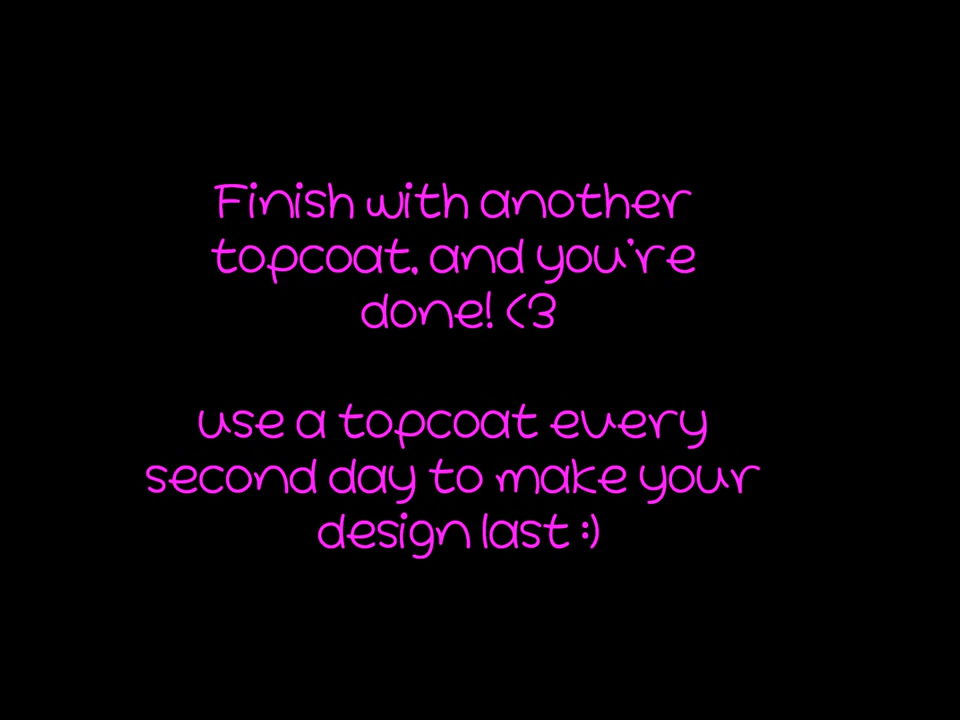 Finish with another
topcoat, and you're
done! <3
use a topcoat every
second day to make your
design last :)